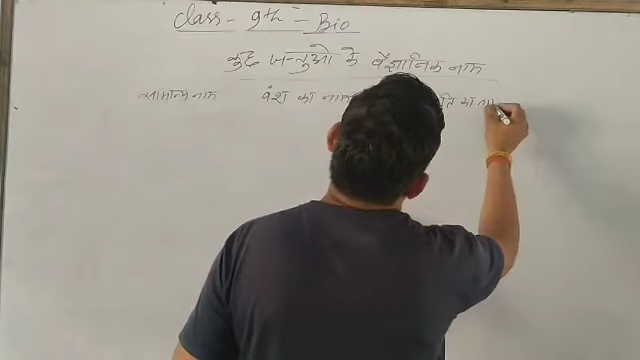 Class - 9th - Bio
कुछ जन्तुओ के वैज्ञानिक नाम
सामान्य नाम वंश का नाम ति का ना